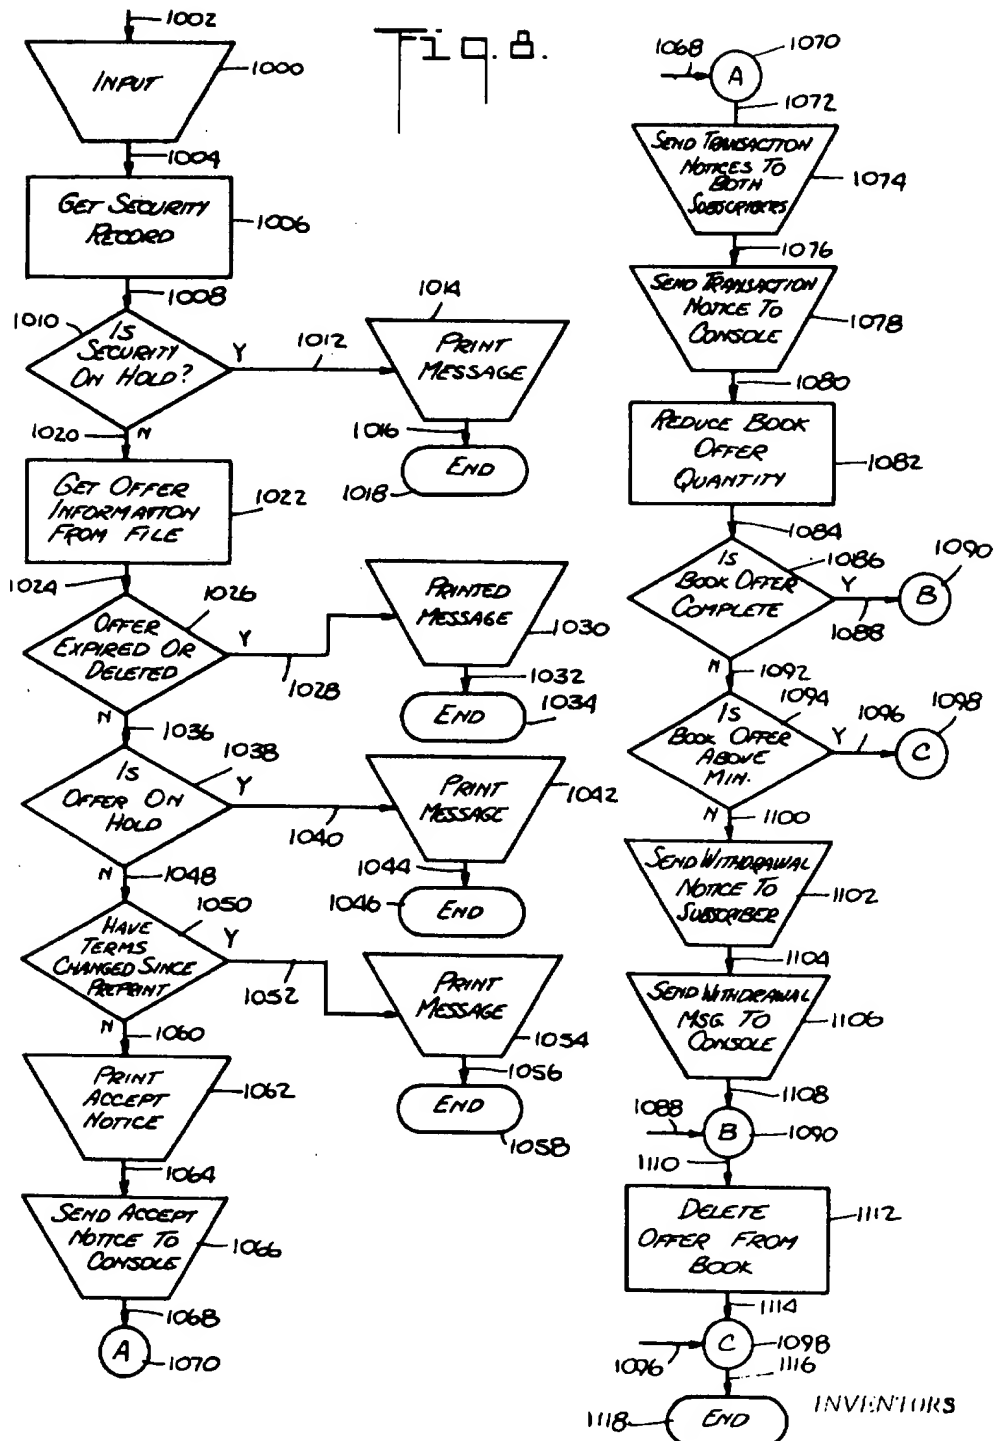 Fig. 8.
1002
INPUT
1000
1004
GET SECURITY
RECORD
1006
1008
1010
IS
SECURITY
ON HOLD?
Y
1012
1014
PRINT
MESSAGE
1016
END
1018
1020
N
GET OFFER
INFORMATION
FROM FILE
1022
1024
1026
OFFER
EXPIRED OR
DELETED
Y
1028
PRINTED
MESSAGE
1030
1032
END
1034
N
1036
1038
IS
OFFER ON
HOLD
Y
1040
PRINT
MESSAGE
1042
1044
END
1046
N
1048
1050
HAVE
TERMS
CHANGED SINCE
PREPRINT
Y
1052
PRINT
MESSAGE
1054
1056
END
1058
N
1060
PRINT
ACCEPT
NOTICE
1062
1064
SEND ACCEPT
NOTICE TO
CONSOLE
1066
1068
A
1070
1068
A
1070
1072
SEND TRANSACTION
NOTICES TO
BOTH
SUBSCRIBERS
1074
1076
SEND TRANSACTION
NOTICE TO
CONSOLE
1078
1080
REDUCE BOOK
OFFER
QUANTITY
1082
1084
1086
IS
BOOK OFFER
COMPLETE
Y
1088
B
1090
N
1092
1094
IS
BOOK OFFER
ABOVE
MIN.
Y
1096
C
1098
N
1100
SEND WITHDRAWAL
NOTICE TO
SUBSCRIBER
1102
1104
SEND WITHDRAWAL
MSG. TO
CONSOLE
1106
1108
1088
B
1090
1110
DELETE
OFFER FROM
BOOK
1112
1114
1096
C
1098
1116
1118
END
INVENTORS